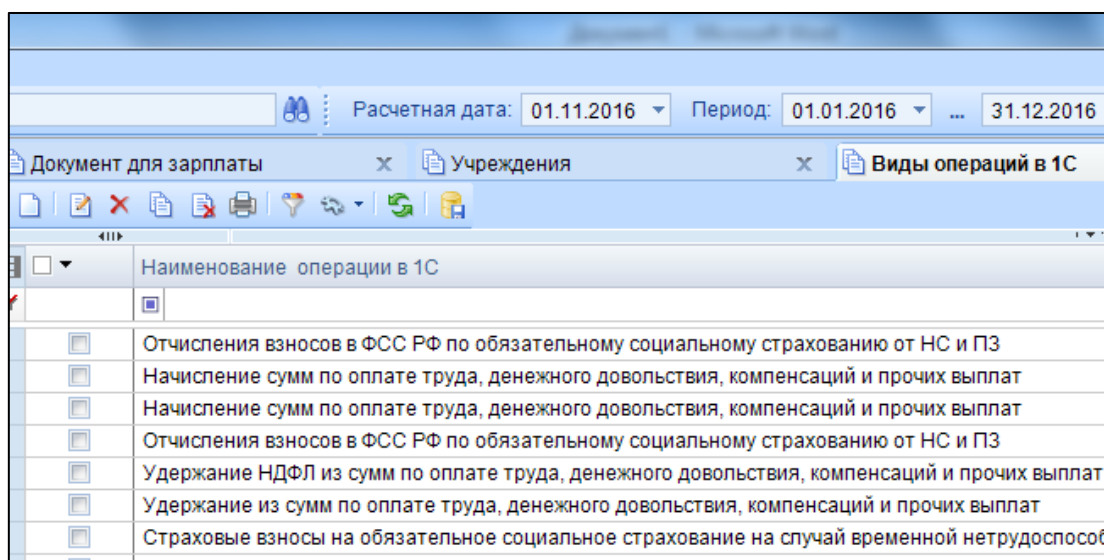 Расчетная дата: 01.11.2016 Период: 01.01.2016 ... 31.12.2016
Документ для зарплаты Учреждения Виды операций в 1С
Наименование операции в 1С
Отчисления взносов в ФСС РФ по обязательному социальному страхованию от НС и ПЗ
Начисление сумм по оплате труда, денежного довольствия, компенсаций и прочих выплат
Начисление сумм по оплате труда, денежного довольствия, компенсаций и прочих выплат
Отчисления взносов в ФСС РФ по обязательному социальному страхованию от НС и ПЗ
Удержание НДФЛ из сумм по оплате труда, денежного довольствия, компенсаций и прочих выплат
Удержание из сумм по оплате труда, денежного довольствия, компенсаций и прочих выплат
Страховые взносы на обязательное социальное страхование на случай временной